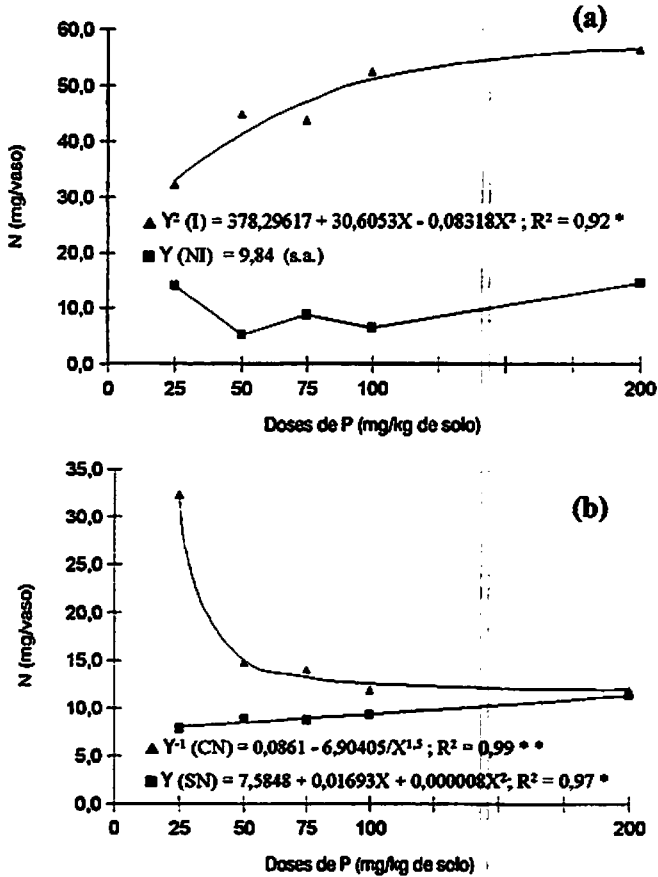 (a)
60,0
50,0
40,0
30,0
20,0
10,0
0,0
N (mg/vaso)
▲ Y² (I) = 378,29617 + 30,6053X - 0,08318X² ; R² = 0,92 *
■ Y (NI) = 9,84 (s.a.)
0 25 50 75 100 200
Doses de P (mg/kg de solo)
(b)
35,0
30,0
25,0
20,0
15,0
10,0
5,0
0,0
N (mg/vaso)
▲ Y⁻¹ (CN) = 0,0861 - 6,90405/X¹,⁵ ; R² = 0,99 * *
■ Y (SN) = 7,5848 + 0,01693X + 0,000008X²; R² = 0,97 *
0 25 50 75 100 200
Doses de P (mg/kg de solo)